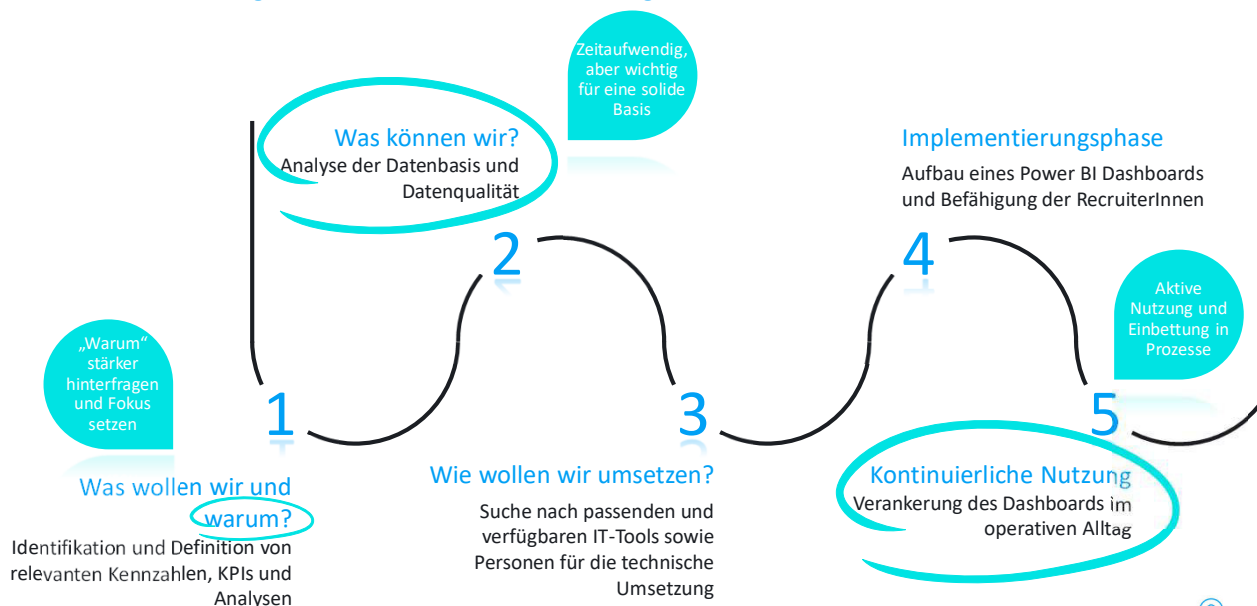 Zeitaufwendig,
aber wichtig
für eine solide
Basis
Was können wir?
Analyse der Datenbasis und
Datenqualität
2
Implementierungsphase
Aufbau eines Power BI Dashboards
und Befähigung der RecruiterInnen
4
„Warum“
stärker
hinterfragen
und Fokus
setzen
1
Was wollen wir und
warum?
Identifikation und Definition von
relevanten Kennzahlen, KPIs und
Analysen
3
Wie wollen wir umsetzen?
Suche nach passenden und
verfügbaren IT-Tools sowie
Personen für die technische
Umsetzung
Aktive
Nutzung und
Einbettung in
Prozesse
5
Kontinuierliche Nutzung
Verankerung des Dashboards im
operativen Alltag